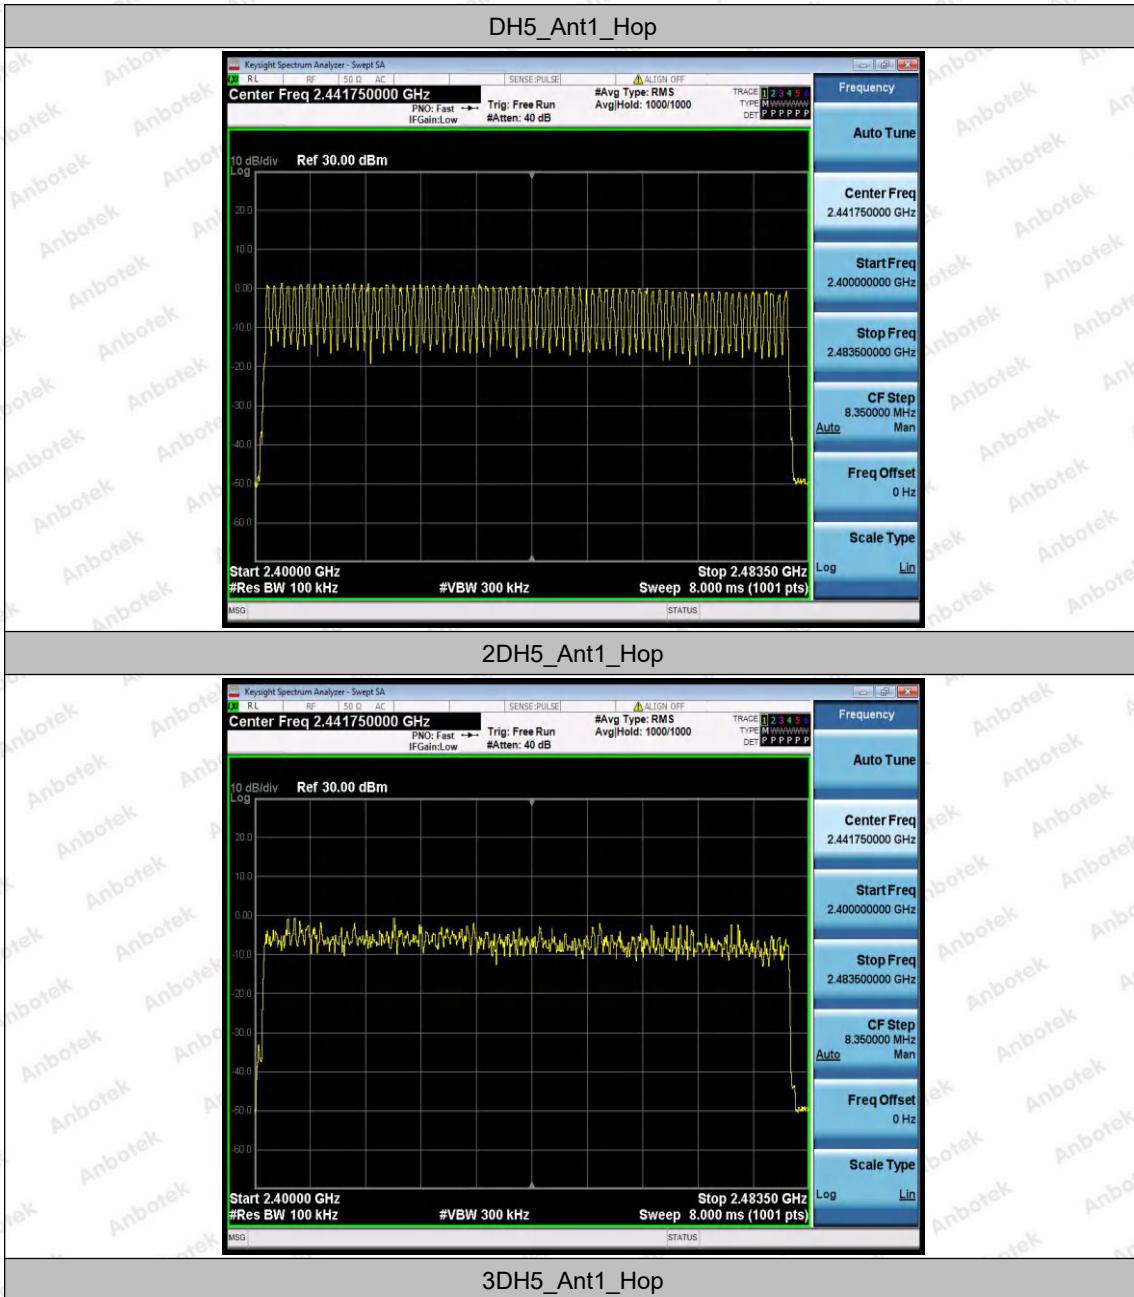 DH5_Ant1_Hop
Keysight Spectrum Analyzer - Swept SA
RL RF 50 Ω AC SENSE:PULSE ALIGN OFF
Center Freq 2.441750000 GHz
PNO: Fast
IFGain:Low
Trig: Free Run
#Atten: 40 dB
#Avg Type: RMS
Avg|Hold: 1000/1000
TRACE 1 2 3 4 5 6
TYPE M WWWWW
DET P P P P P P
10 dB/div
Log
Ref 30.00 dBm
20.0
10.0
0.00
-10.0
-20.0
-30.0
-40.0
-50.0
-60.0
Start 2.40000 GHz
Stop 2.48350 GHz
#Res BW 100 kHz
#VBW 300 kHz
Sweep 8.000 ms (1001 pts)
MSG
STATUS
Frequency
Auto Tune
Center Freq
2.441750000 GHz
Start Freq
2.400000000 GHz
Stop Freq
2.483500000 GHz
CF Step
8.350000 MHz
Auto Man
Freq Offset
0 Hz
Scale Type
Log Lin
2DH5_Ant1_Hop
Keysight Spectrum Analyzer - Swept SA
RL RF 50 Ω AC SENSE:PULSE ALIGN OFF
Center Freq 2.441750000 GHz
PNO: Fast
IFGain:Low
Trig: Free Run
#Atten: 40 dB
#Avg Type: RMS
Avg|Hold: 1000/1000
TRACE 1 2 3 4 5 6
TYPE M WWWWW
DET P P P P P P
10 dB/div
Log
Ref 30.00 dBm
20.0
10.0
0.00
-10.0
-20.0
-30.0
-40.0
-50.0
-60.0
Start 2.40000 GHz
Stop 2.48350 GHz
#Res BW 100 kHz
#VBW 300 kHz
Sweep 8.000 ms (1001 pts)
MSG
STATUS
Frequency
Auto Tune
Center Freq
2.441750000 GHz
Start Freq
2.400000000 GHz
Stop Freq
2.483500000 GHz
CF Step
8.350000 MHz
Auto Man
Freq Offset
0 Hz
Scale Type
Log Lin
3DH5_Ant1_Hop
Anbotek